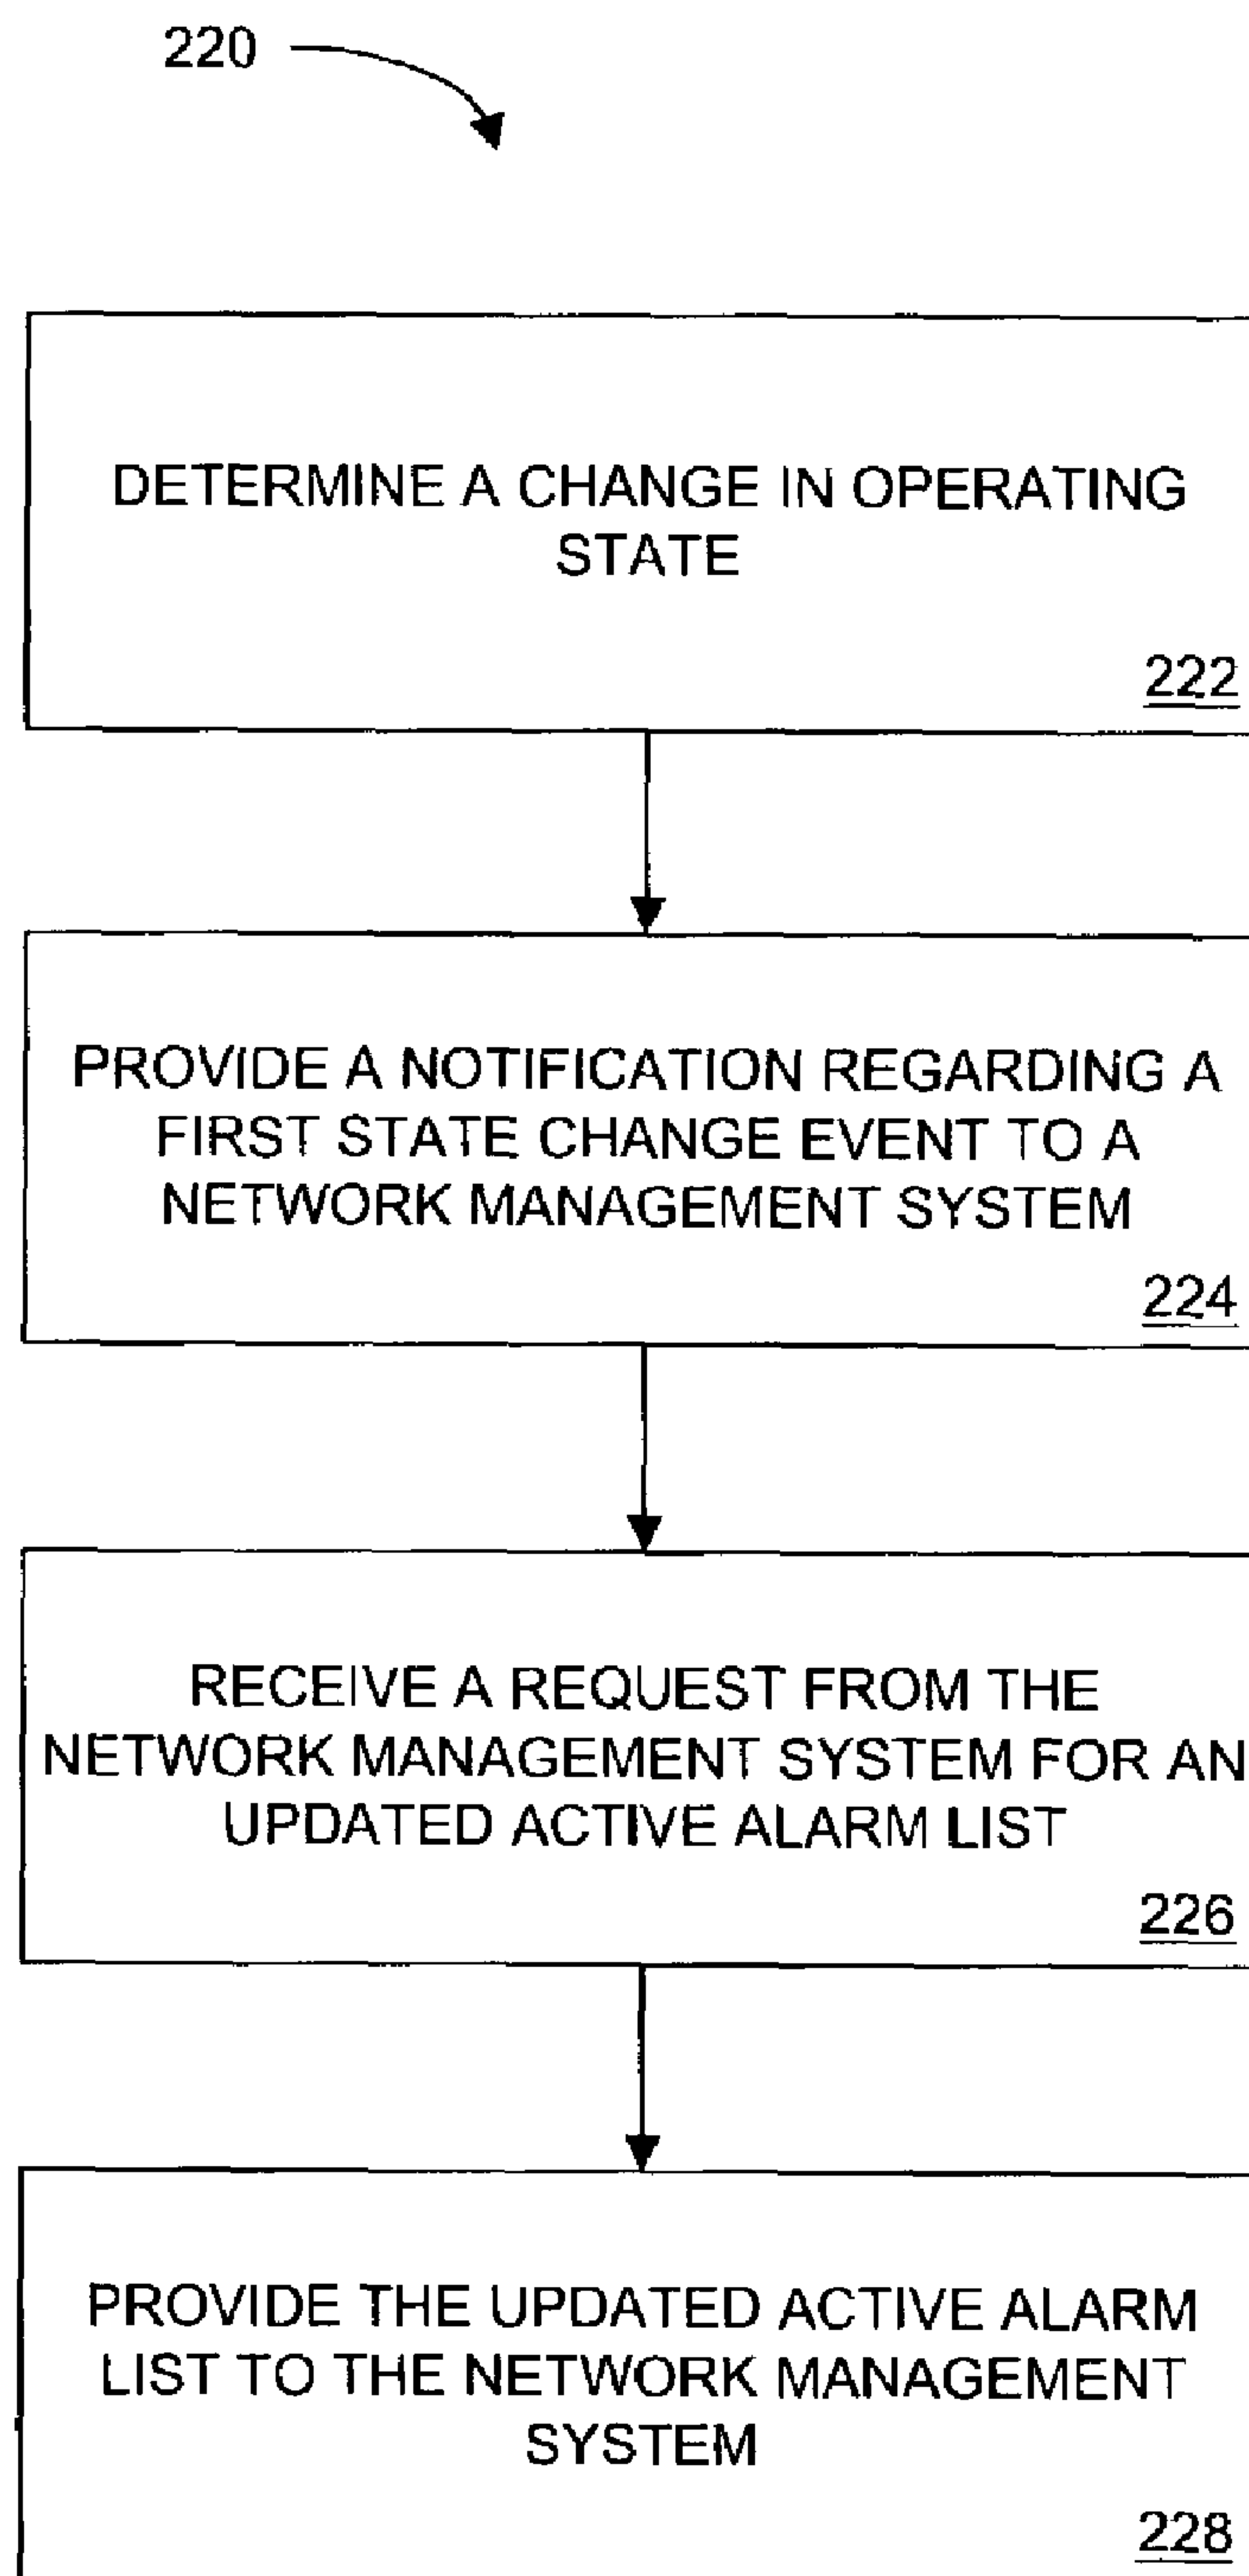 220
DETERMINE A CHANGE IN OPERATING
STATE
222
PROVIDE A NOTIFICATION REGARDING A
FIRST STATE CHANGE EVENT TO A
NETWORK MANAGEMENT SYSTEM
224
RECEIVE A REQUEST FROM THE
NETWORK MANAGEMENT SYSTEM FOR AN
UPDATED ACTIVE ALARM LIST
226
PROVIDE THE UPDATED ACTIVE ALARM
LIST TO THE NETWORK MANAGEMENT
SYSTEM
228